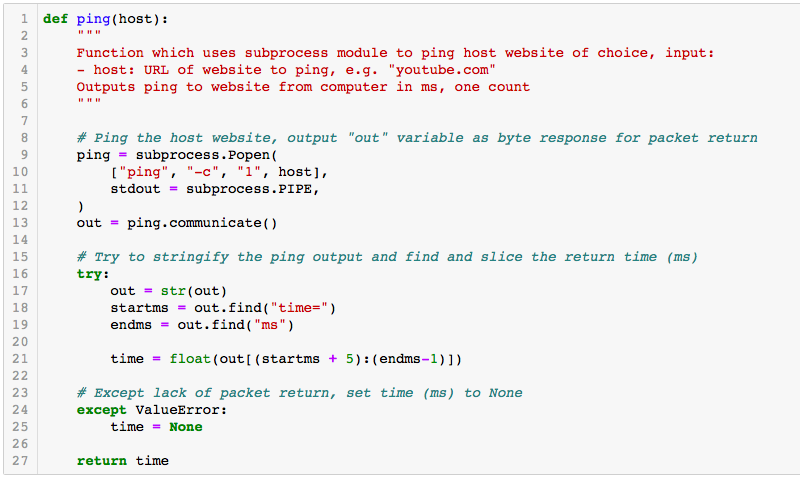 1 def ping(host):
2     """
3     Function which uses subprocess module to ping host website of choice, input:
4     - host: URL of website to ping, e.g. "youtube.com"
5     Outputs ping to website from computer in ms, one count
6     """
7
8     # Ping the host website, output "out" variable as byte response for packet return
9     ping = subprocess.Popen(
10         ["ping", "-c", "1", host],
11         stdout = subprocess.PIPE,
12     )
13     out = ping.communicate()
14
15     # Try to stringify the ping output and find and slice the return time (ms)
16     try:
17         out = str(out)
18         startms = out.find("time=")
19         endms = out.find("ms")
20
21         time = float(out[(startms + 5):(endms-1)])
22
23     # Except lack of packet return, set time (ms) to None
24     except ValueError:
25         time = None
26
27     return time